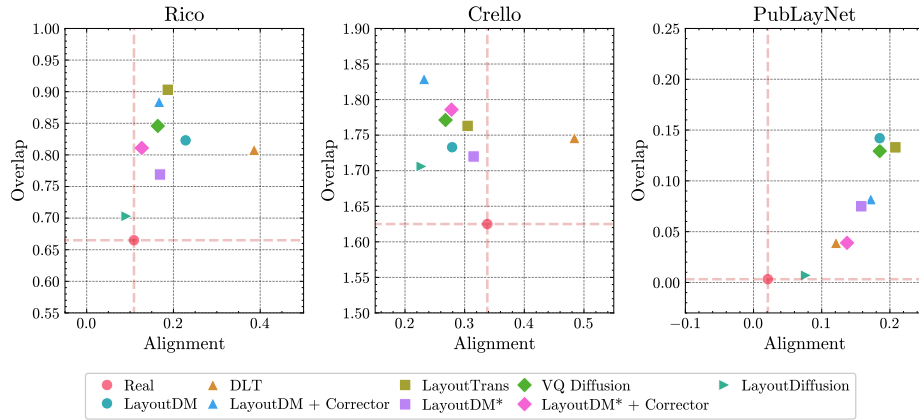 Rico
Crello
PubLayNet
1.00
0.95
0.90
0.85
0.80
0.75
0.70
0.65
0.60
0.55
Overlap
0.0
0.2
0.4
Alignment
1.90
1.85
1.80
1.75
1.70
1.65
1.60
1.55
1.50
Overlap
0.2
0.3
0.4
0.5
Alignment
0.25
0.20
0.15
0.10
0.05
0.00
Overlap
−0.1
0.0
0.1
0.2
Alignment
Real
DLT
LayoutTrans
VQ Diffusion
LayoutDiffusion
LayoutDM
LayoutDM + Corrector
LayoutDM*
LayoutDM* + Corrector